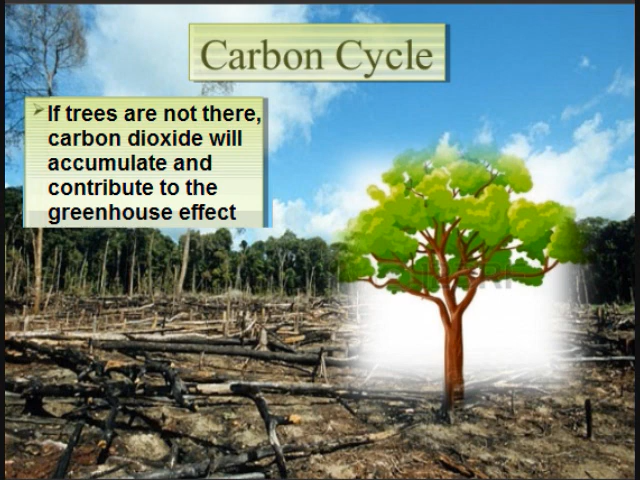 Carbon Cycle
If trees are not there,
carbon dioxide will
accumulate and
contribute to the
greenhouse effect